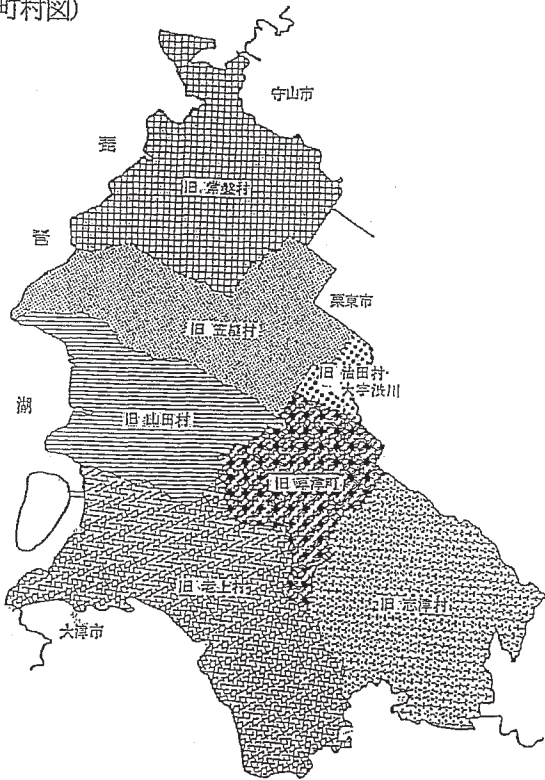 町村図)
守山市
琵
琶
湖
旧 常盤村
栗東市
旧 笠縫村
旧 治田村・
大字渋川
旧 山田村
旧 草津町
旧 老上村
旧 志津村
大津市